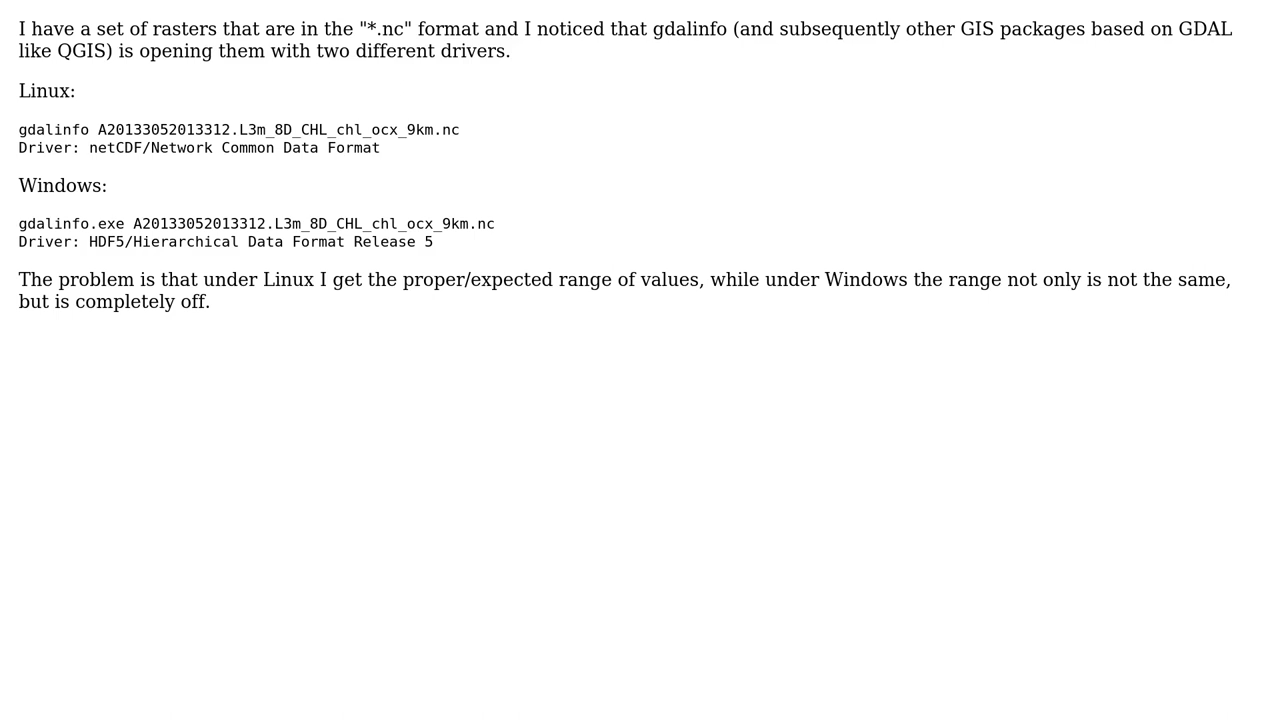 I have a set of rasters that are in the "*.nc" format and I noticed that gdalinfo (and subsequently other GIS packages based on GDAL
like QGIS) is opening them with two different drivers.
Linux:
gdalinfo A20133052013312.L3m_8D_CHL_chl_ocx_9km.nc
Driver: netCDF/Network Common Data Format
Windows:
gdalinfo.exe A20133052013312.L3m_8D_CHL_chl_ocx_9km.nc
Driver: HDF5/Hierarchical Data Format Release 5
The problem is that under Linux I get the proper/expected range of values, while under Windows the range not only is not the same,
but is completely off.